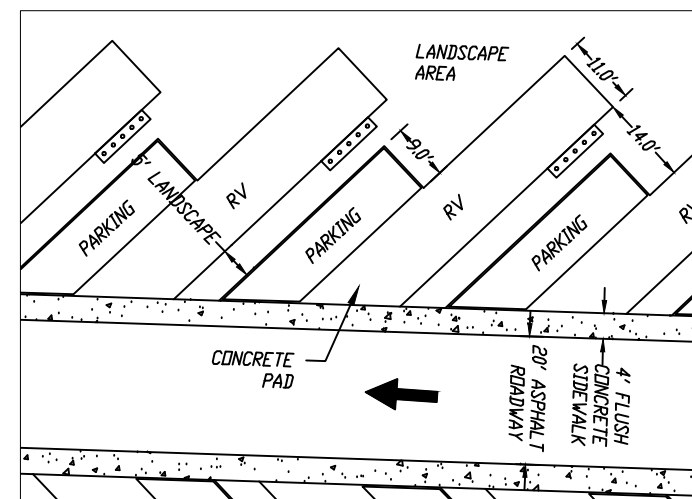 LANDSCAPE
AREA
11.0'
14.0'
9.0'
5' LANDSCAPE
RV
RV
RV
PARKING
PARKING
PARKING
CONCRETE
PAD
20' ASPHALT
ROADWAY
4' FLUSH
CONCRETE
SIDEWALK